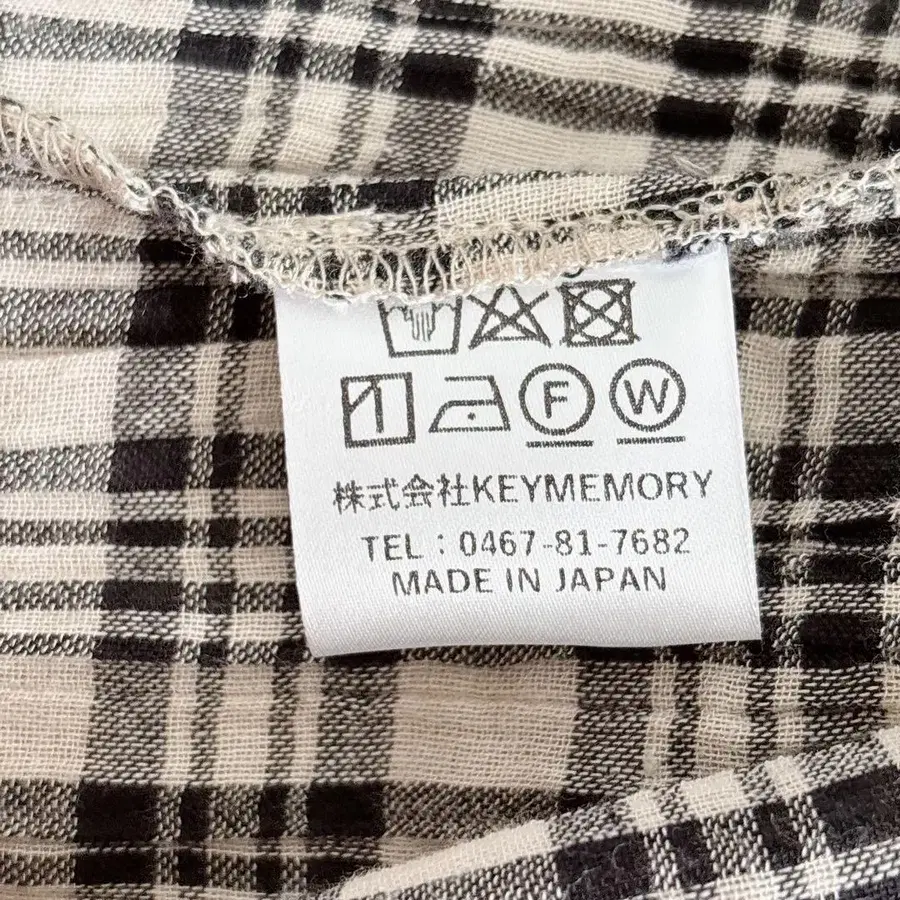 F W
株式会社KEYMEMORY
TEL：0467-81-7682
MADE IN JAPAN